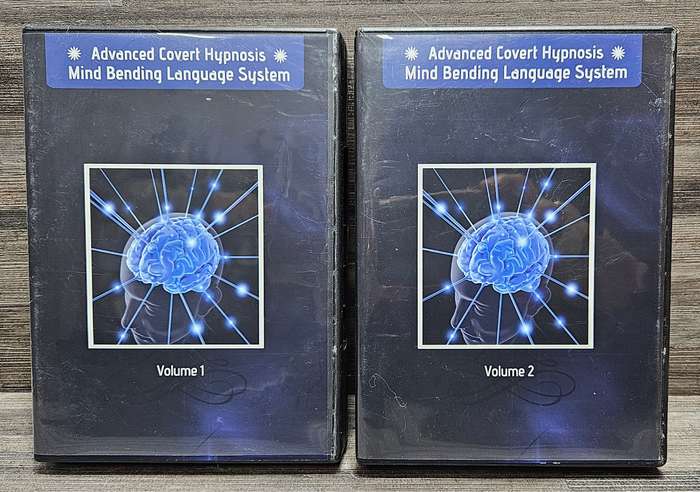 Advanced Covert Hypnosis
Mind Bending Language System
Volume 1
Advanced Covert Hypnosis
Mind Bending Language System
Volume 2